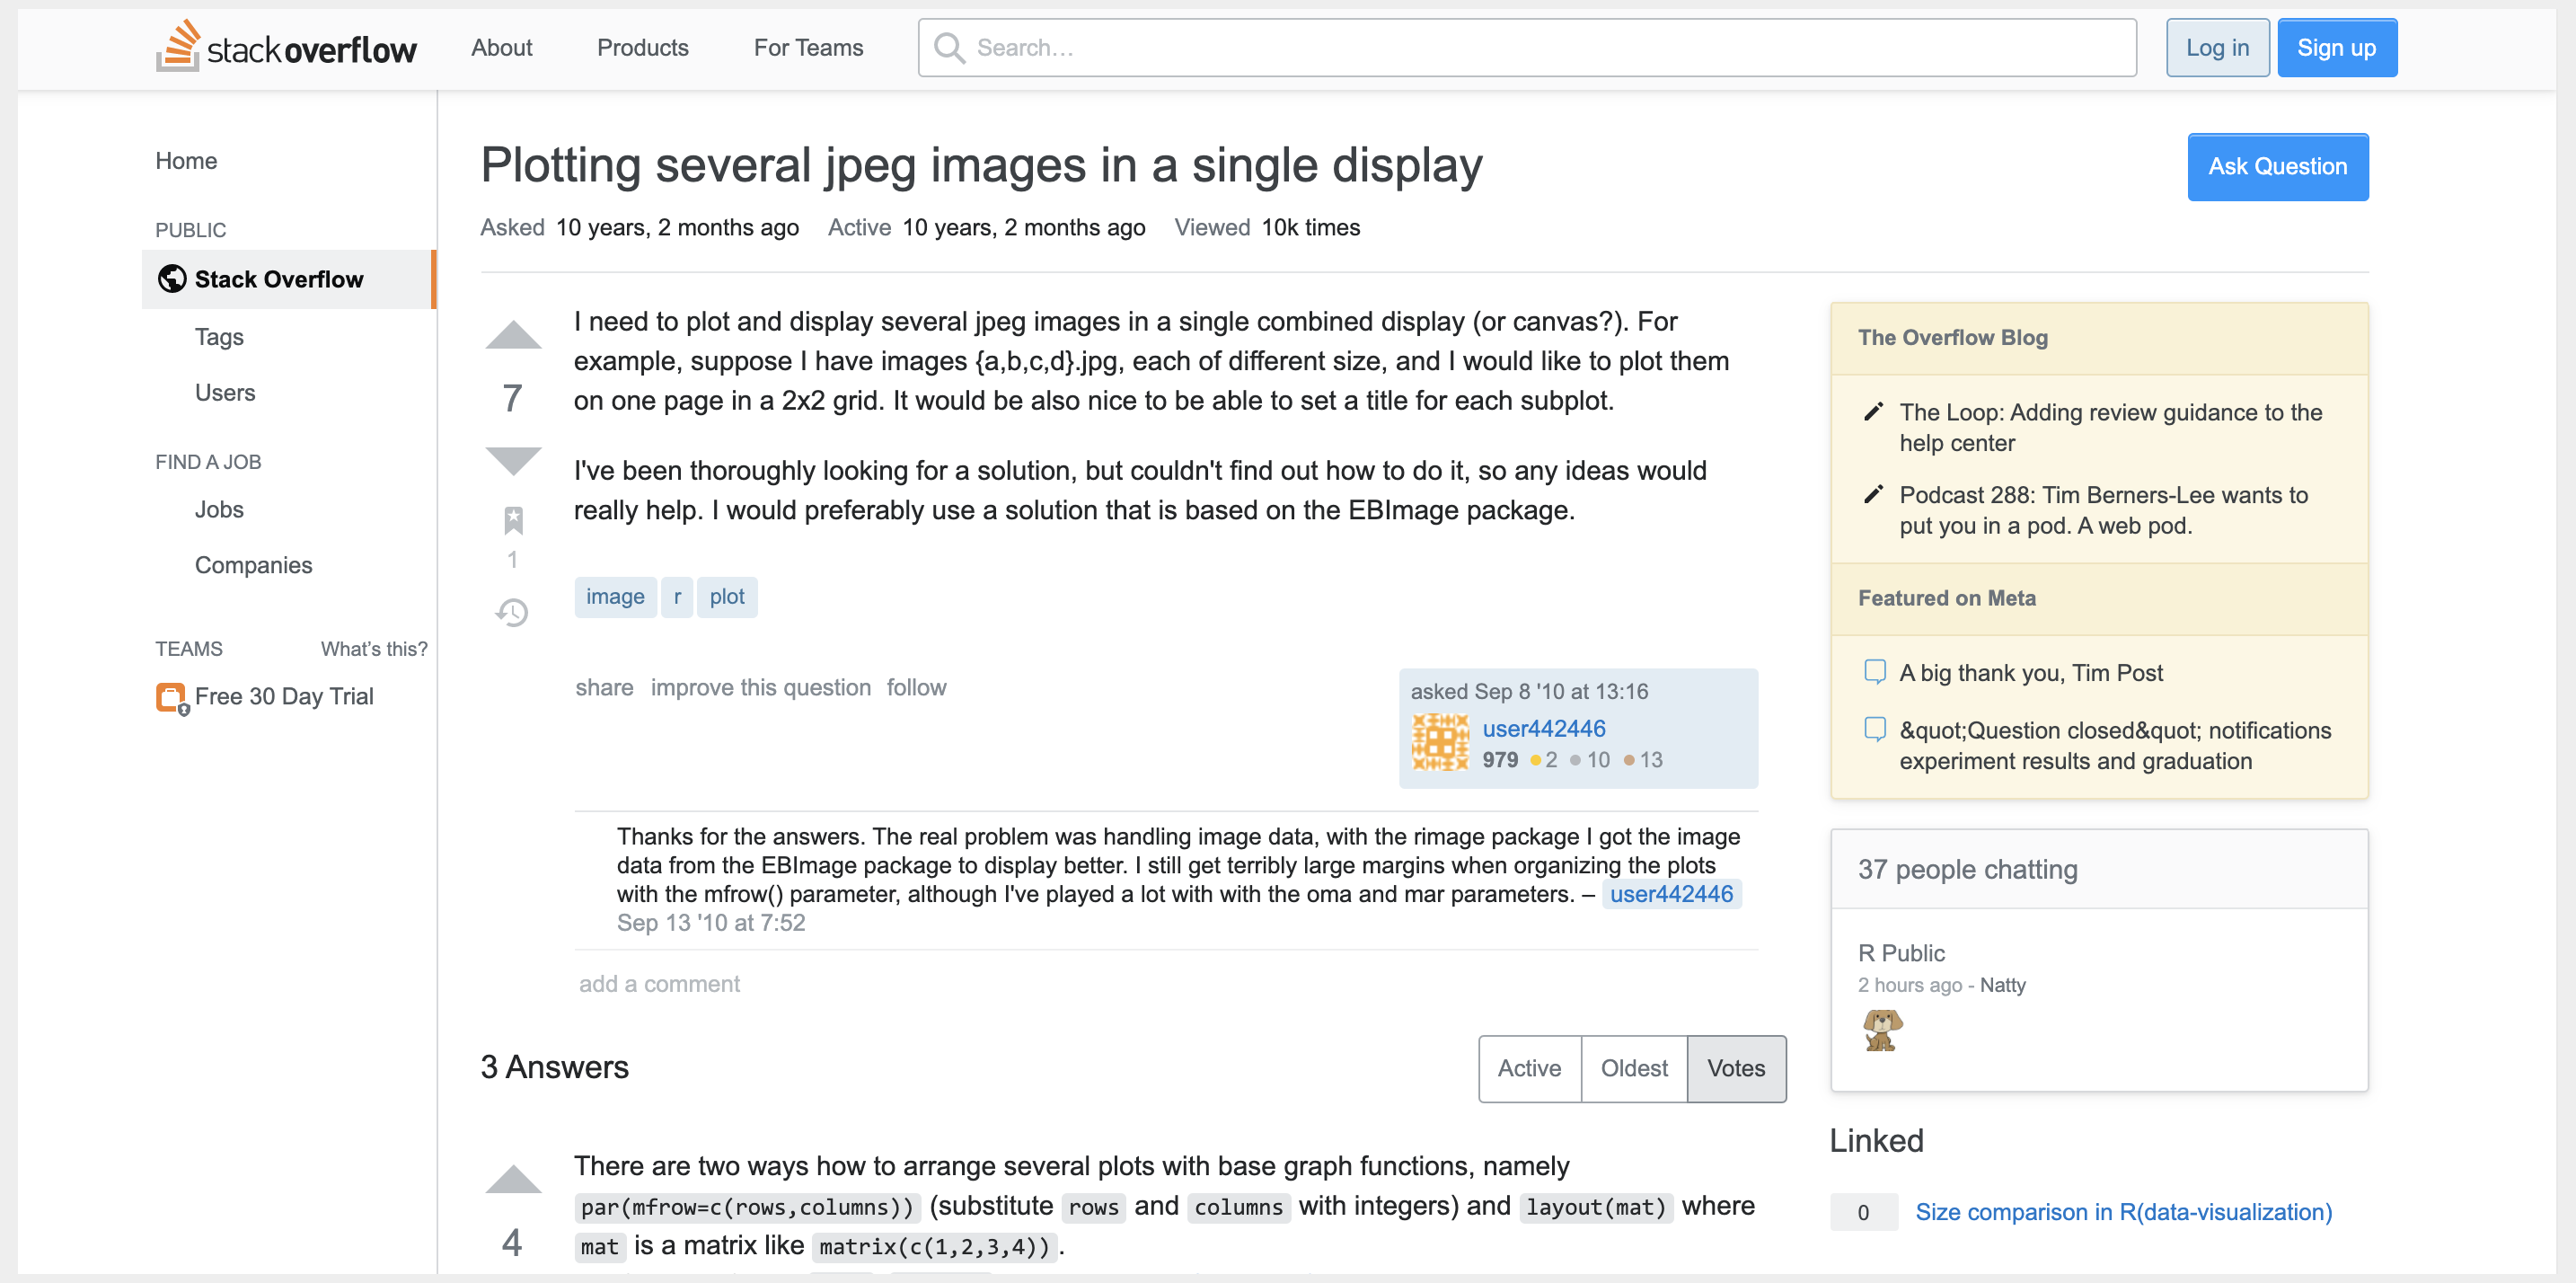 stackoverflow
About
Products
For Teams
Search…
Log in
Sign up
Home
PUBLIC
Stack Overflow
Tags
Users
FIND A JOB
Jobs
Companies
TEAMS
What's this?
Free 30 Day Trial
Plotting several jpeg images in a single display
Ask Question
Asked 10 years, 2 months ago Active 10 years, 2 months ago Viewed 10k times
7
1
I need to plot and display several jpeg images in a single combined display (or canvas?). For
example, suppose I have images {a,b,c,d}.jpg, each of different size, and I would like to plot them
on one page in a 2x2 grid. It would be also nice to be able to set a title for each subplot.
I've been thoroughly looking for a solution, but couldn't find out how to do it, so any ideas would
really help. I would preferably use a solution that is based on the EBImage package.
image r plot
share improve this question follow
asked Sep 8 '10 at 13:16
user442446
979 2 10 13
Thanks for the answers. The real problem was handling image data, with the rimage package I got the image
data from the EBImage package to display better. I still get terribly large margins when organizing the plots
with the mfrow() parameter, although I've played a lot with with the oma and mar parameters. – user442446
Sep 13 '10 at 7:52
add a comment
3 Answers
Active Oldest Votes
4
There are two ways how to arrange several plots with base graph functions, namely
par(mfrow=c(rows,columns)) (substitute rows and columns with integers) and layout(mat) where
mat is a matrix like matrix(c(1,2,3,4)).
The Overflow Blog
The Loop: Adding review guidance to the
help center
Podcast 288: Tim Berners-Lee wants to
put you in a pod. A web pod.
Featured on Meta
A big thank you, Tim Post
&quot;Question closed&quot; notifications
experiment results and graduation
37 people chatting
R Public
2 hours ago - Natty
Linked
0 Size comparison in R(data-visualization)